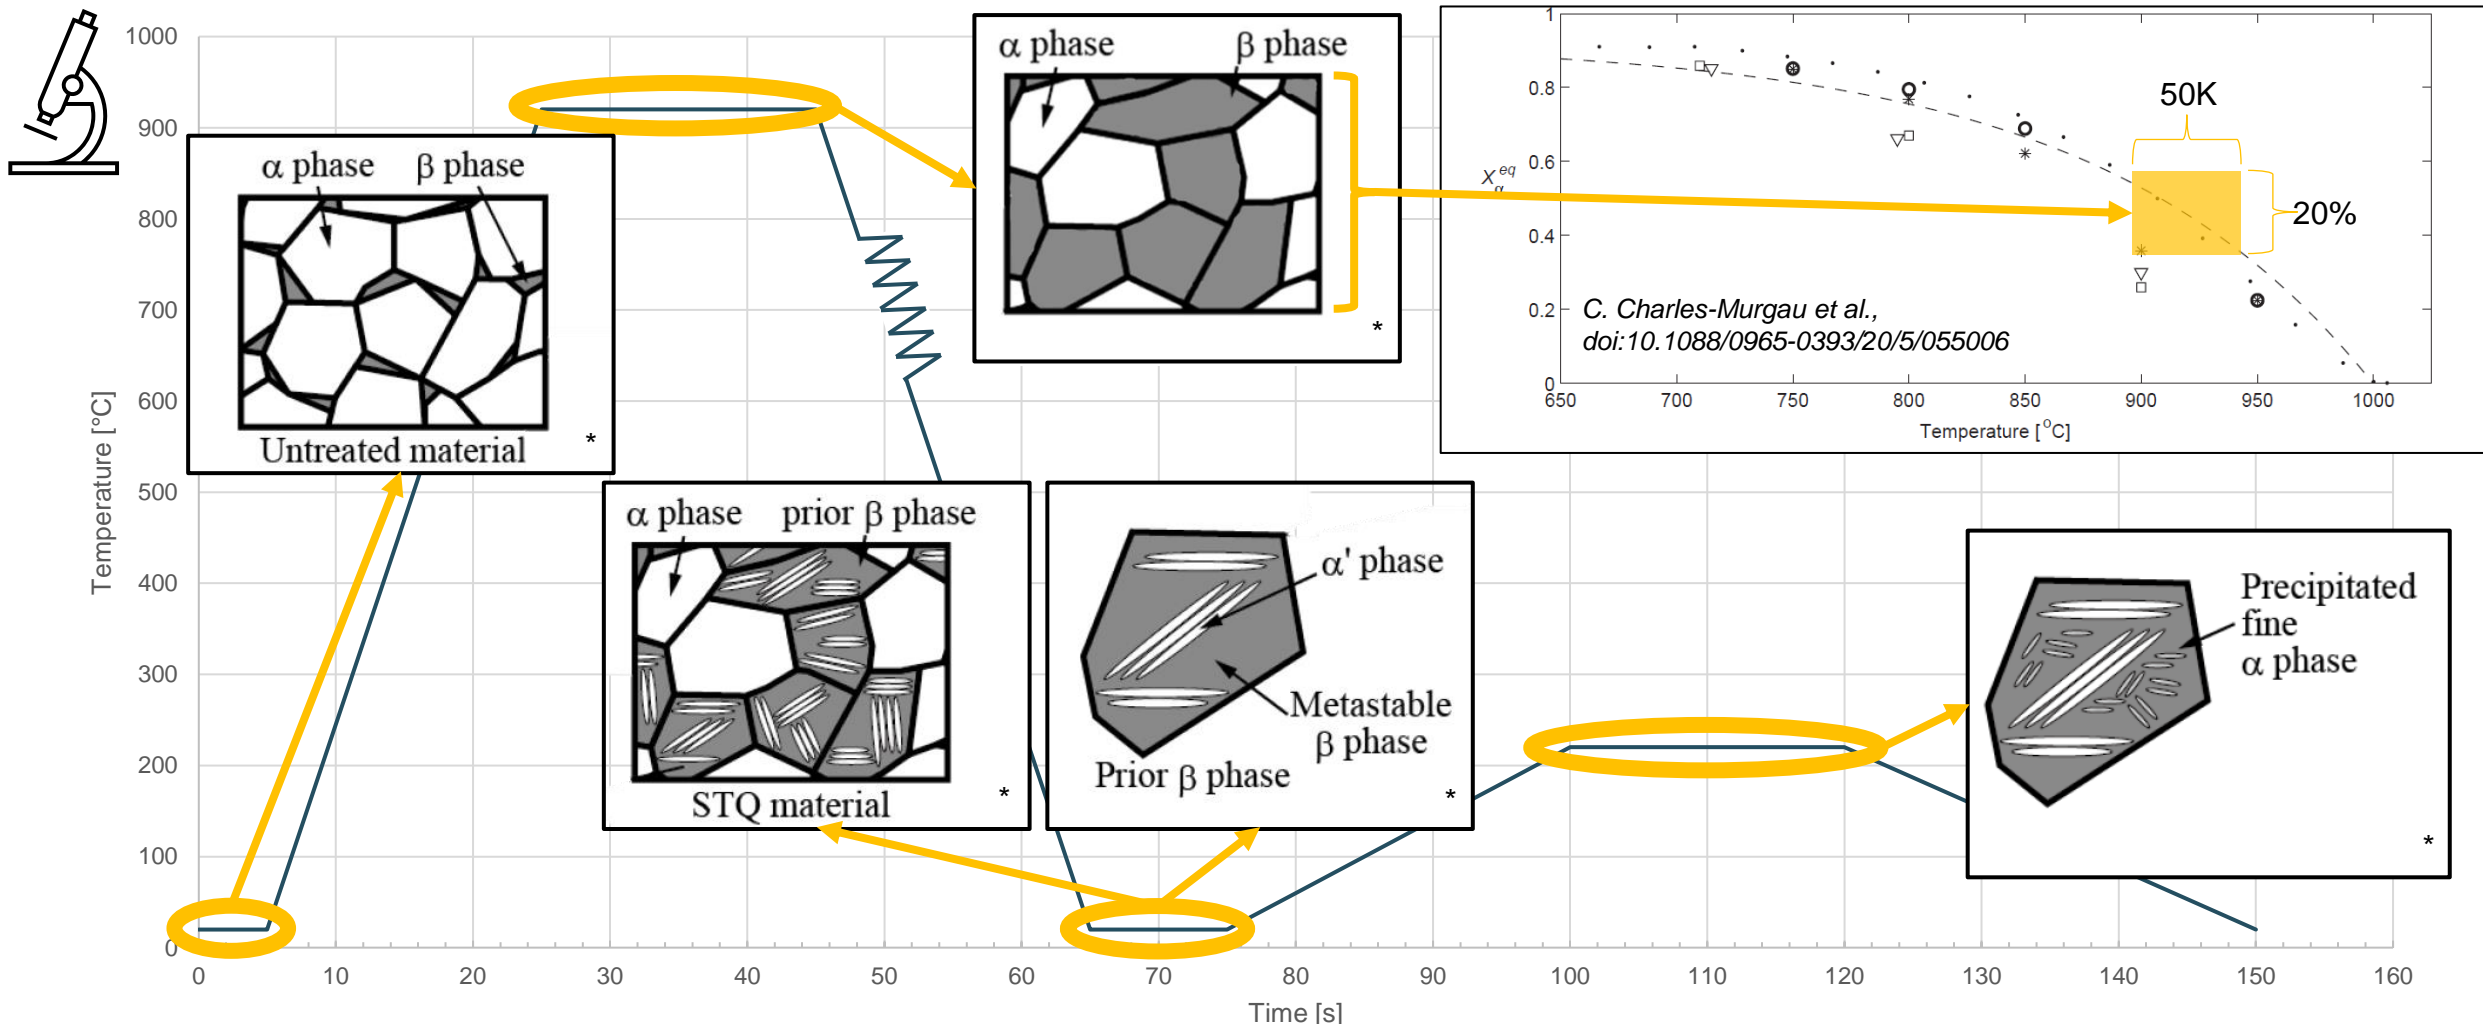 1000
900
800
700
600
500
400
300
200
100
0
Temperature [°C]
0 10 20 30 40 50 60 70 80 90 100 110 120 130 140 150 160
Time [s]
α phase β phase
Untreated material *
α phase β phase
*
1
0.8
0.6
0.4
0.2
0
X α eq
50K
20%
C. Charles-Murgau et al.,
doi:10.1088/0965-0393/20/5/055006
650 700 750 800 850 900 950 1000
Temperature [ °C]
α phase prior β phase
STQ material *
α' phase
Metastable
β phase
Prior β phase
*
Precipitated
fine
α phase
*